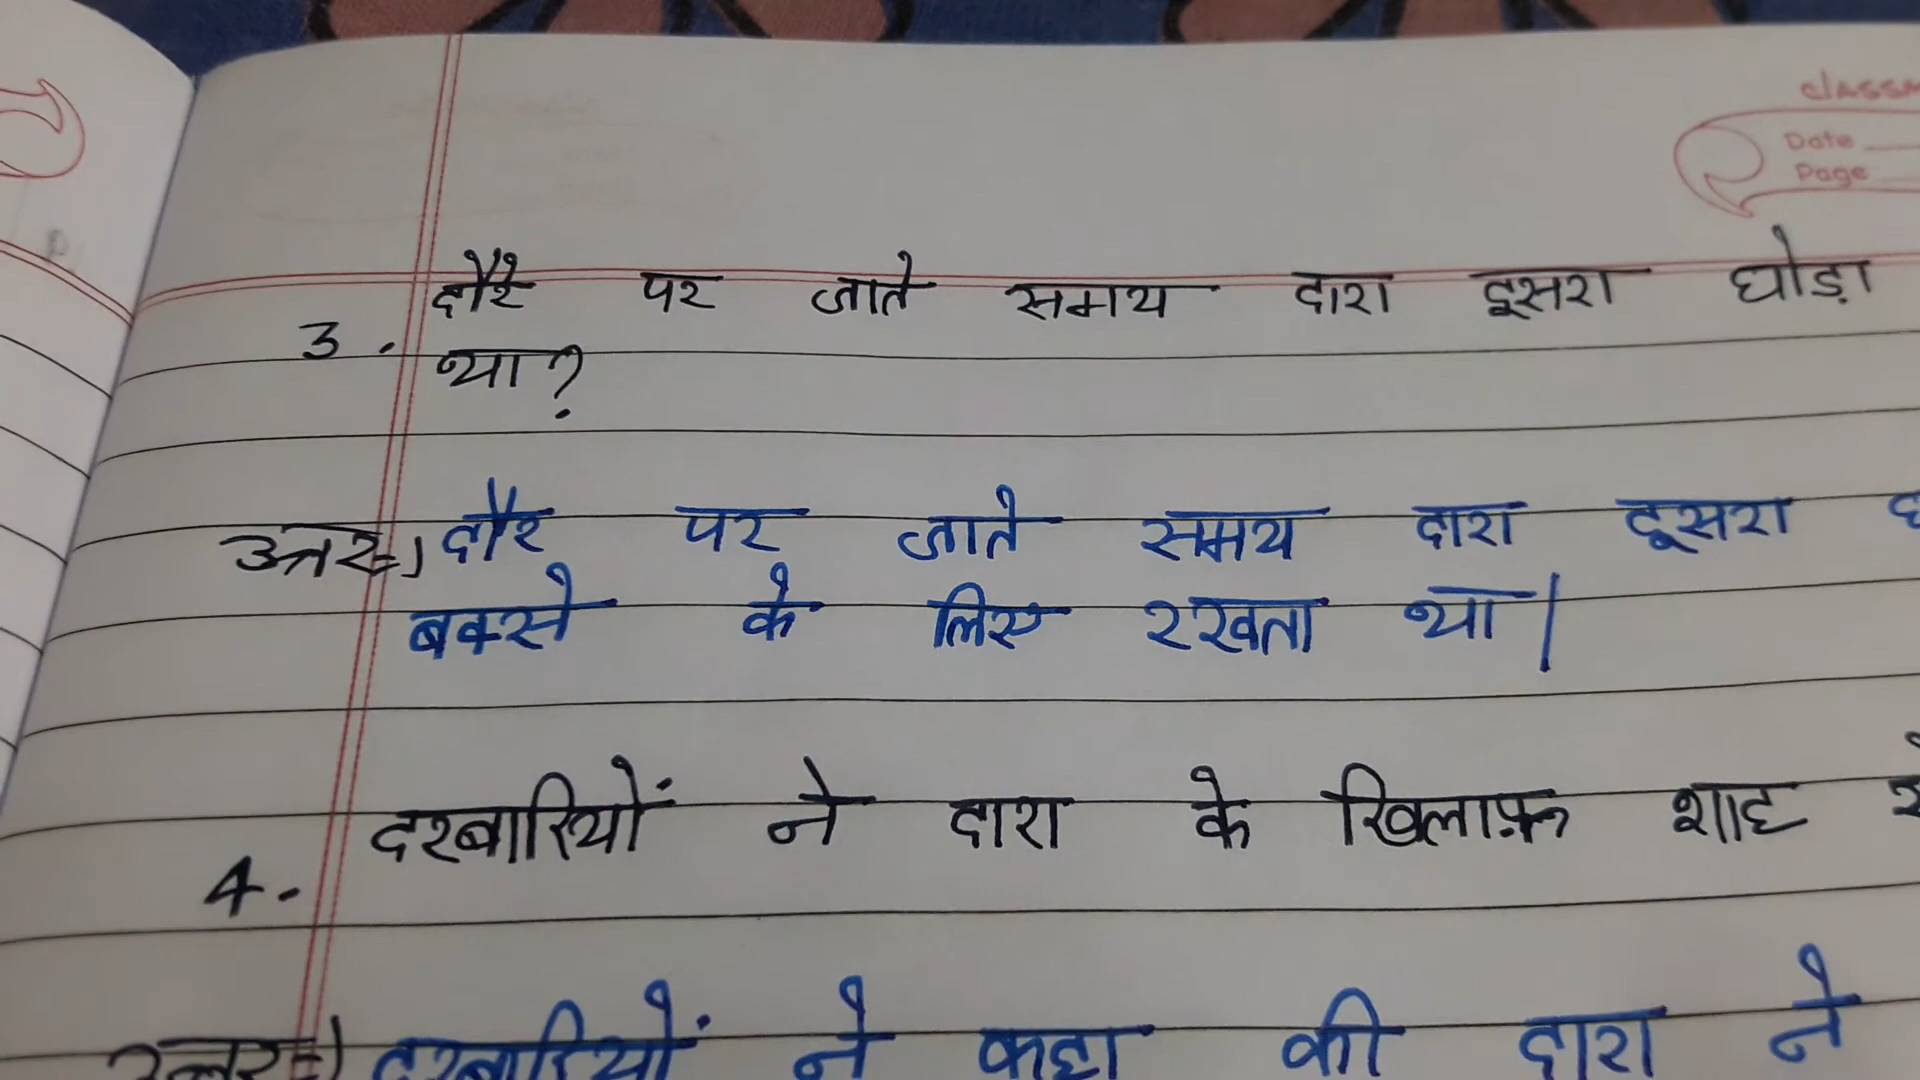 classm
Date
Page
दौरे पर जाते समय दारा दूसरा घोड़ा
3. था?
उत्तर=) दौरे पर जाते समय दारा दूसरा
बक्से के लिए रखता था|
दरबारियों ने दारा के खिलाफ़ शाह
4.
उत्तर=) दरबारियों ने कहा की दारा ने